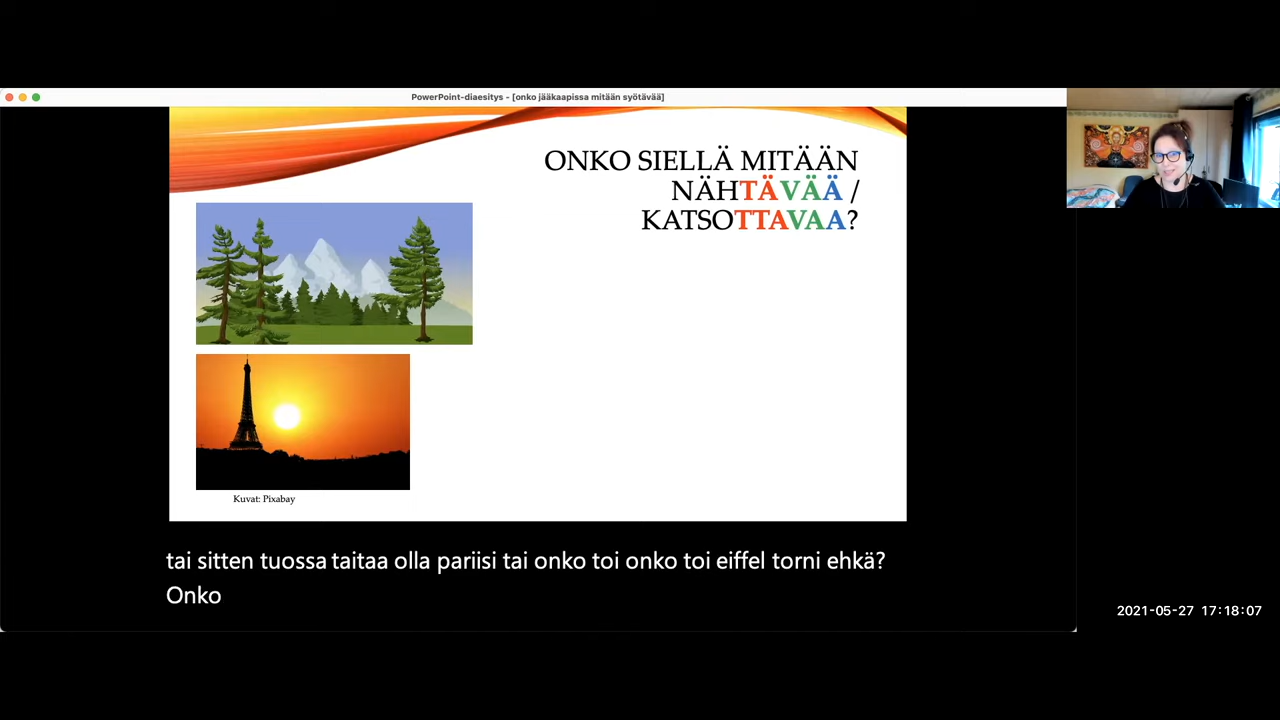 PowerPoint-diaesitys - [onko jääkaapissa mitään syötävää]
ONKO SIELLÄ MITÄÄN
NÄHTÄVÄÄ /
KATSOTTAVAA?
Kuvat: Pixabay
tai sitten tuossa taitaa olla pariisi tai onko toi onko toi eiffel torni ehkä?
Onko
2021-05-27 17:18:07